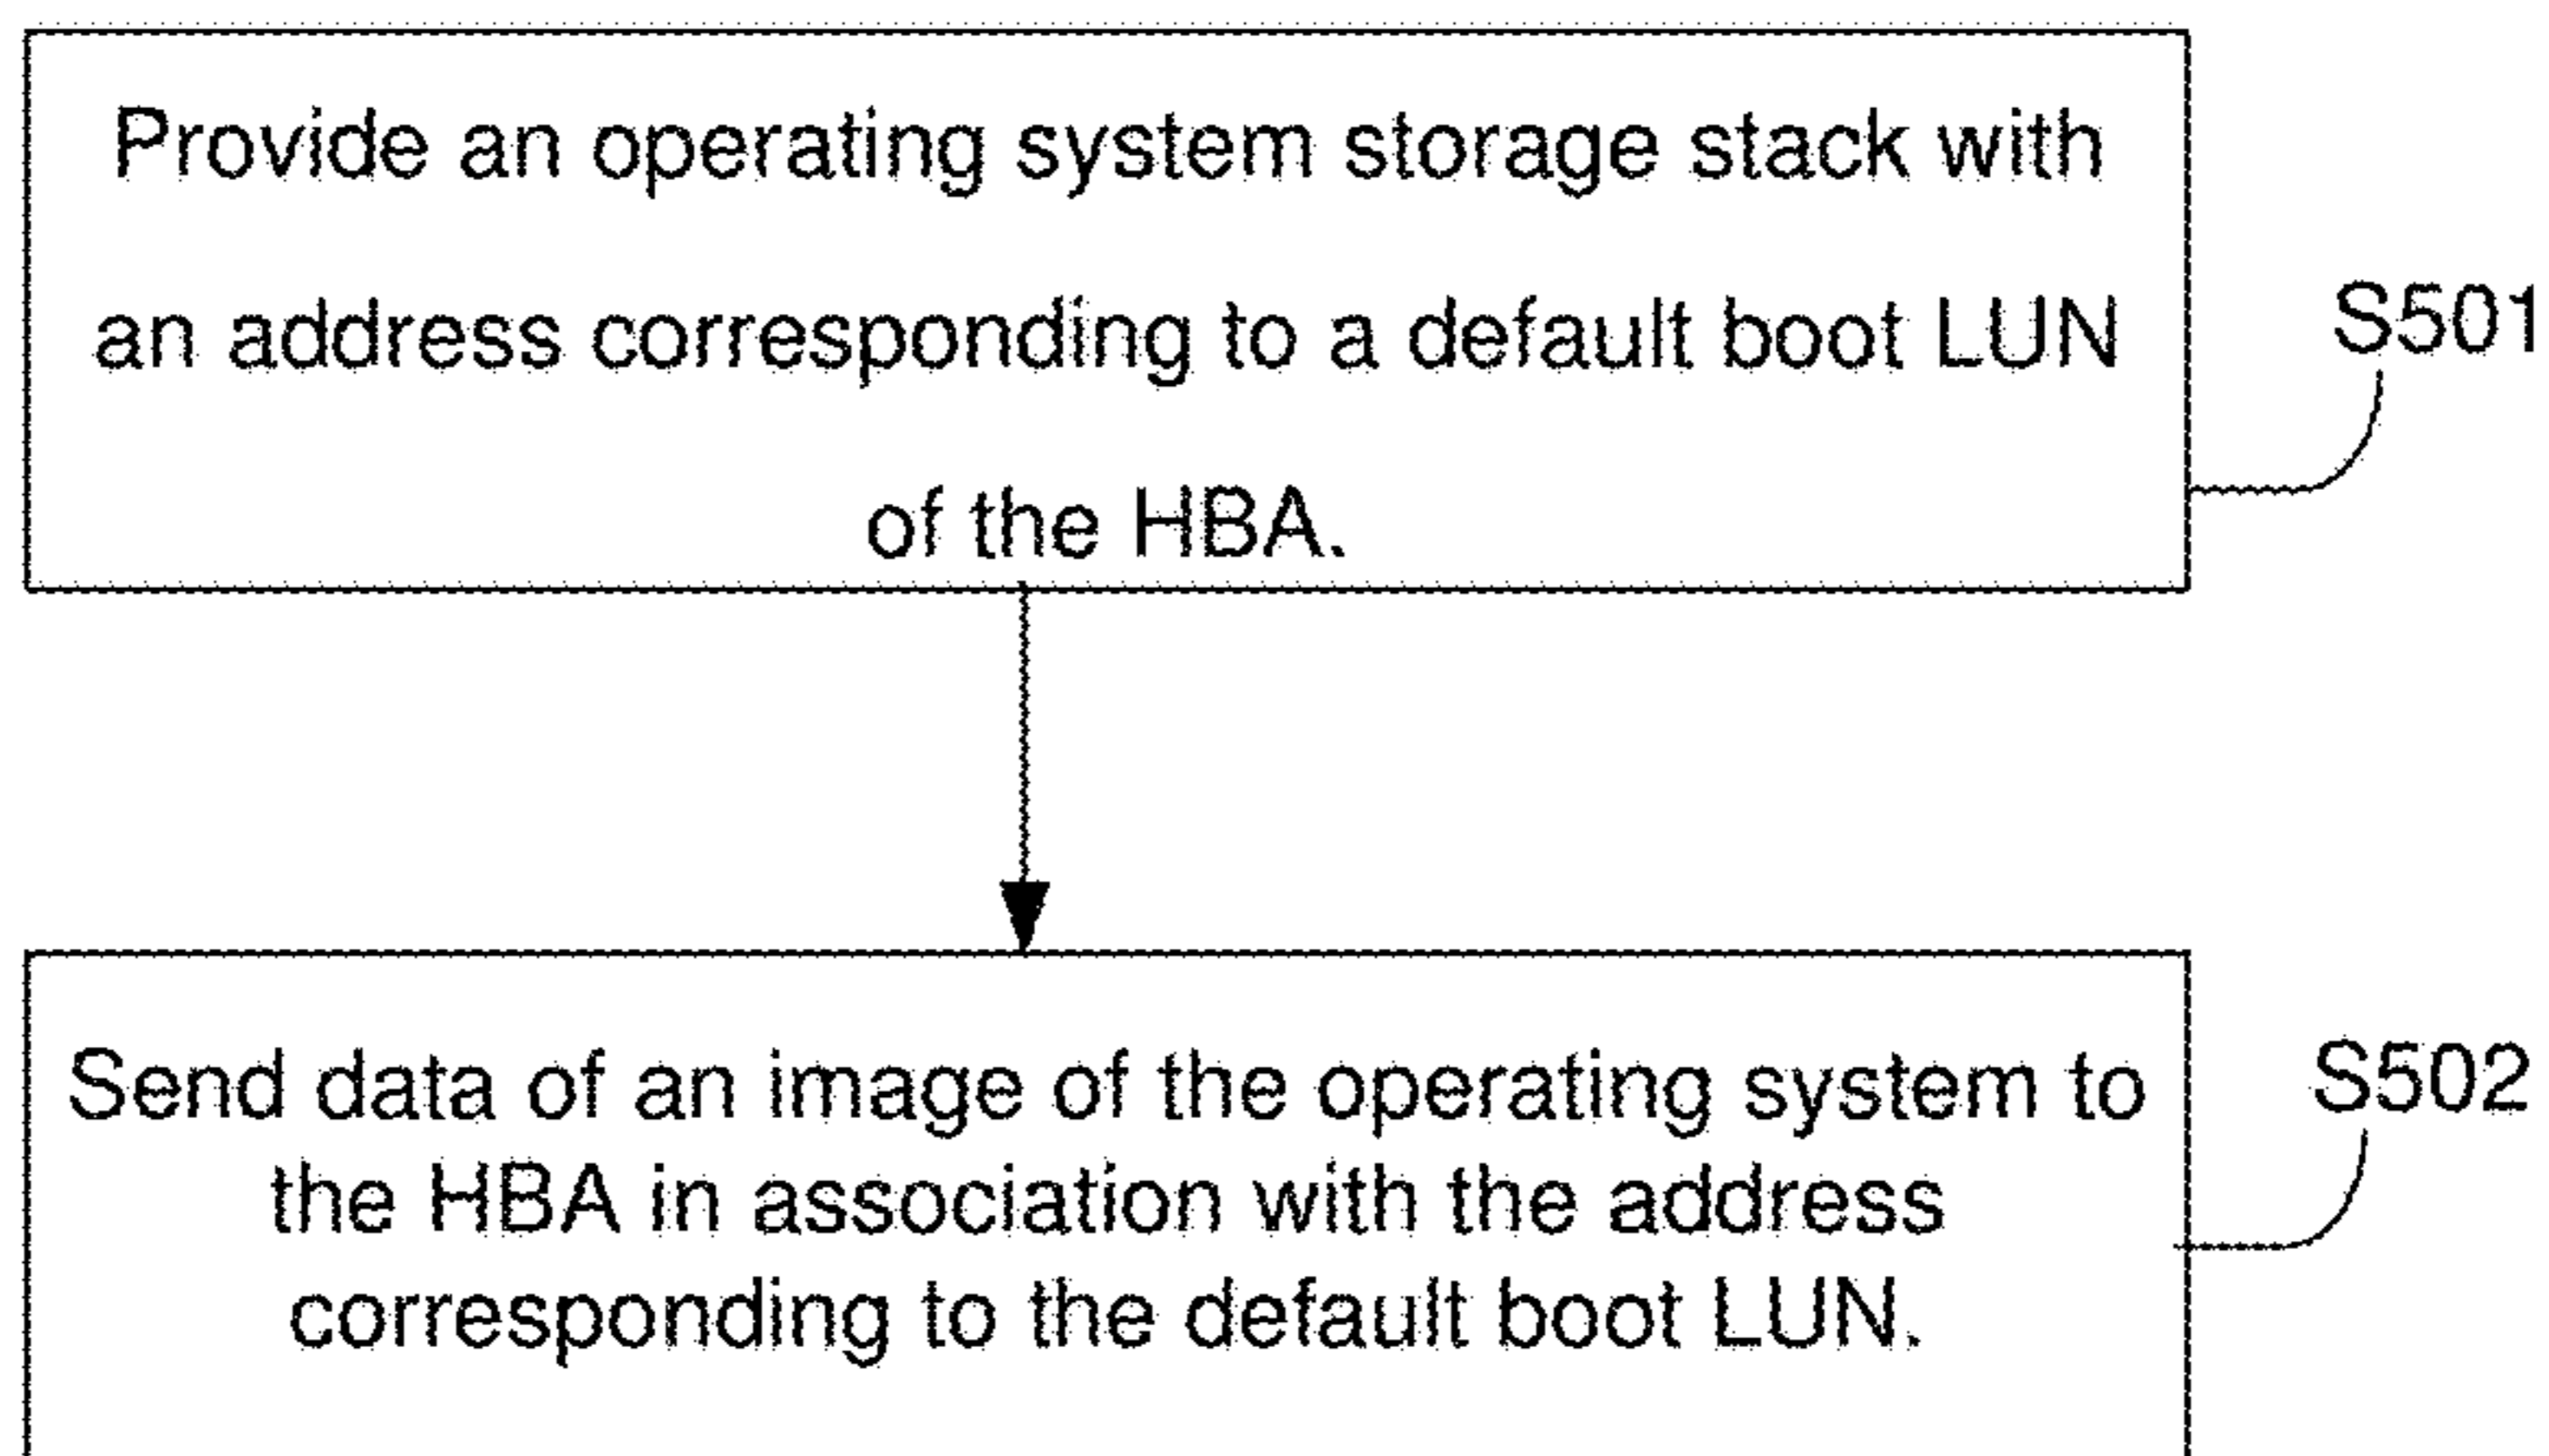 Provide an operating system storage stack with
an address corresponding to a default boot LUN
of the HBA.
S501
Send data of an image of the operating system to
the HBA in association with the address
corresponding to the default boot LUN.
S502